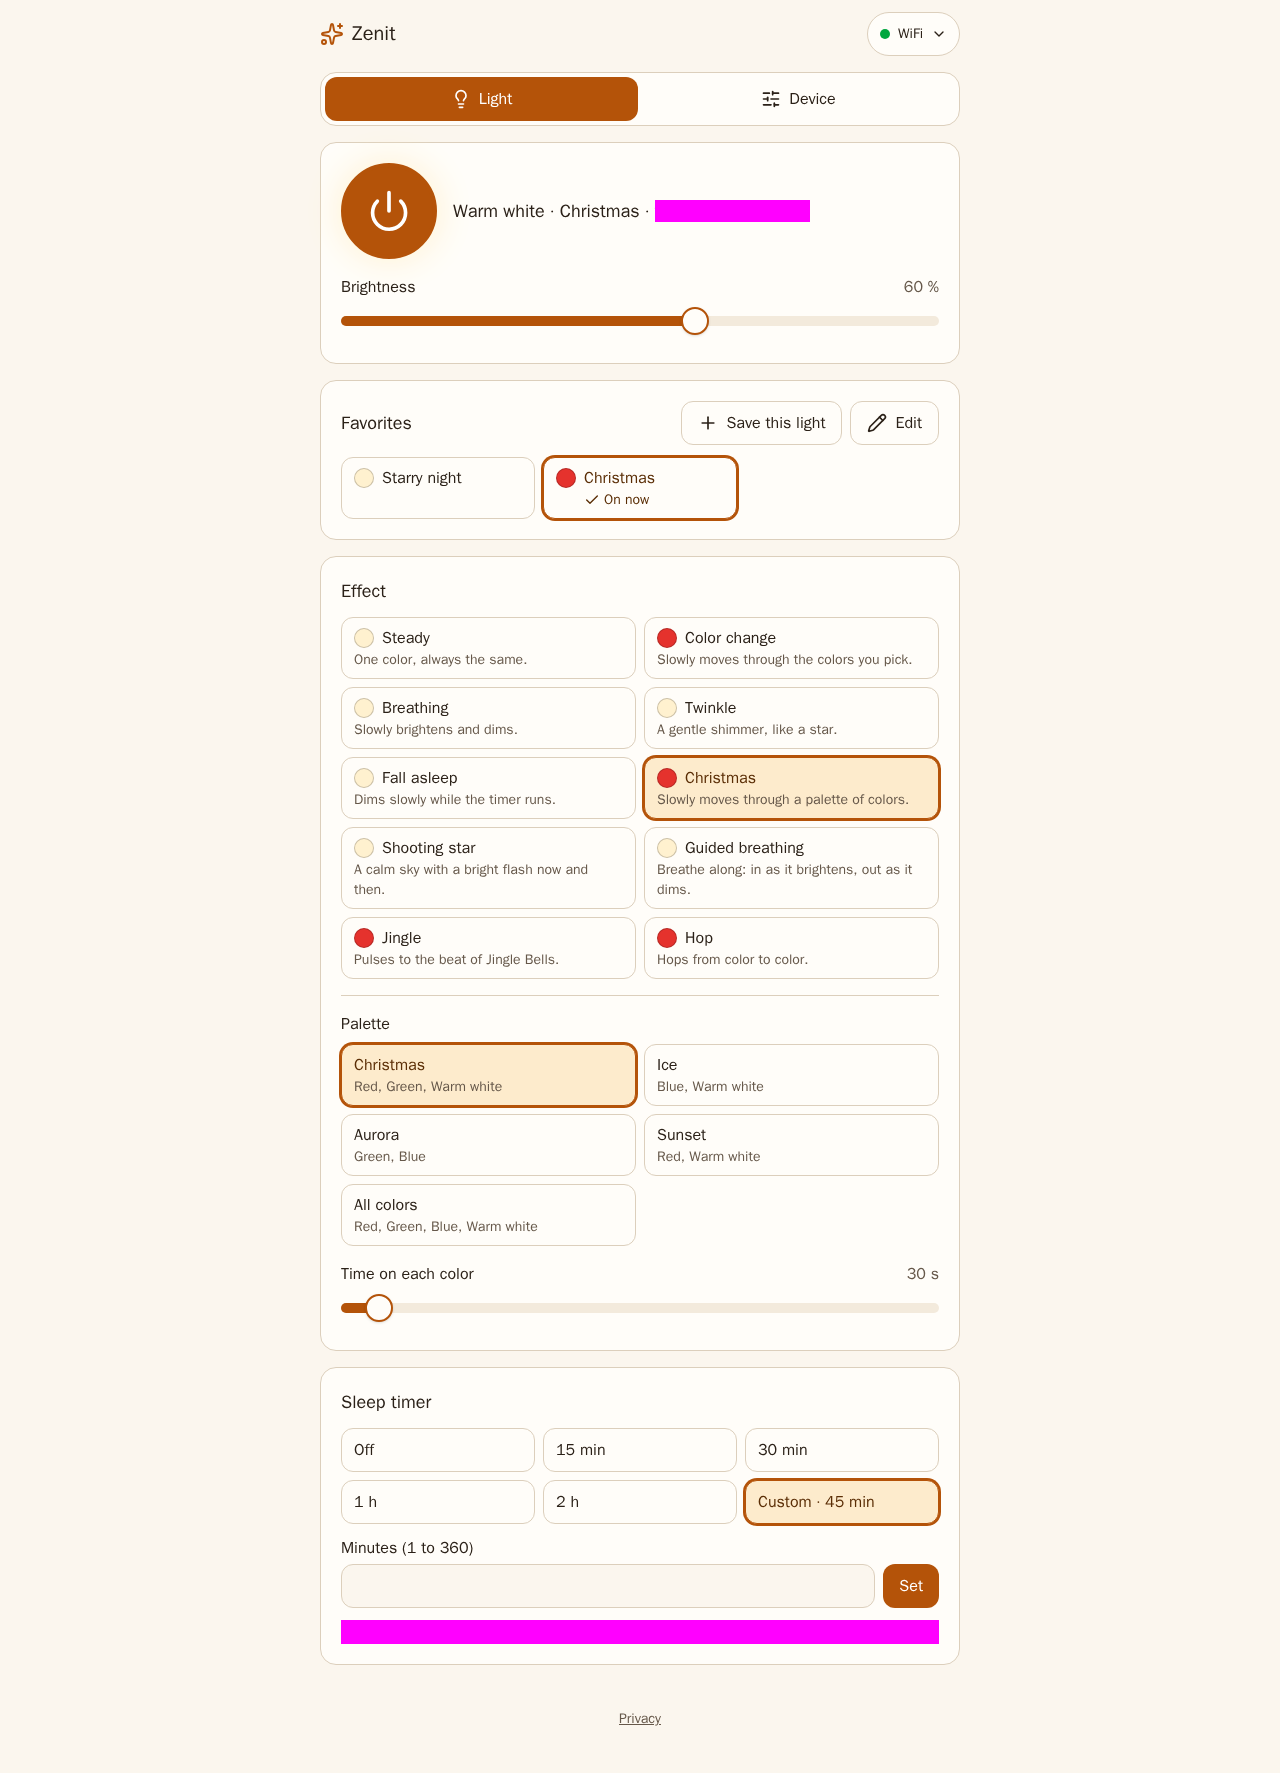 Zenit
WiFi
Light
Device
Warm white · Christmas ·
Brightness
60 %
Favorites
Save this light
Edit
Starry night
Christmas
On now
Effect
Steady
One color, always the same.
Color change
Slowly moves through the colors you pick.
Breathing
Slowly brightens and dims.
Twinkle
A gentle shimmer, like a star.
Fall asleep
Dims slowly while the timer runs.
Christmas
Slowly moves through a palette of colors.
Shooting star
A calm sky with a bright flash now and
then.
Guided breathing
Breathe along: in as it brightens, out as it
dims.
Jingle
Pulses to the beat of Jingle Bells.
Hop
Hops from color to color.
Palette
Christmas
Red, Green, Warm white
Ice
Blue, Warm white
Aurora
Green, Blue
Sunset
Red, Warm white
All colors
Red, Green, Blue, Warm white
Time on each color
30 s
Sleep timer
Off
15 min
30 min
1 h
2 h
Custom · 45 min
Minutes (1 to 360)
Set
Privacy